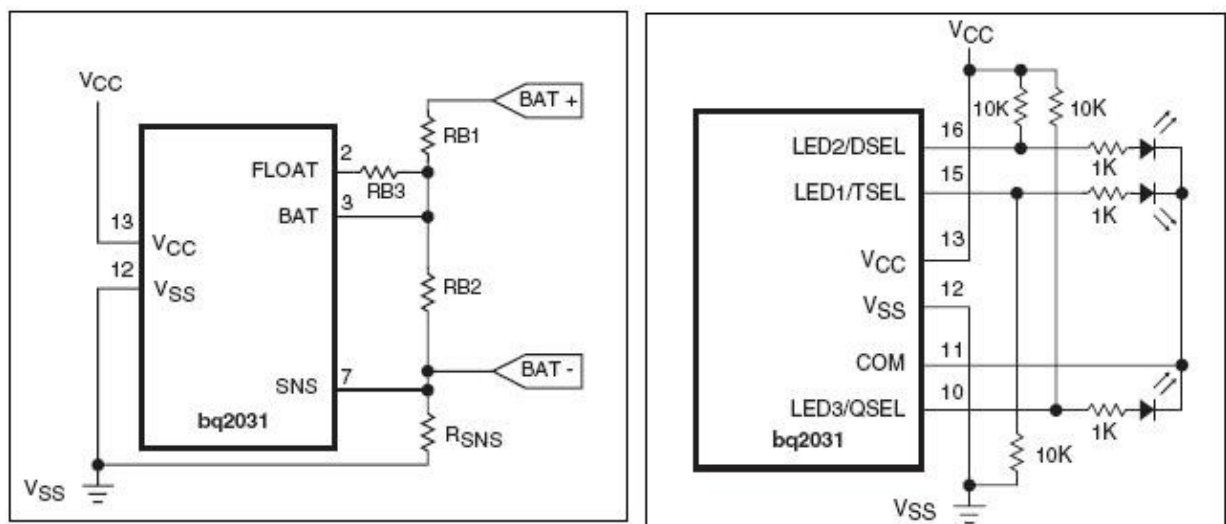 VCC
BAT +
RB1
2
FLOAT
RB3
BAT
3
13
VCC
12
VSS
RB2
BAT -
7
SNS
bq2031
RSNS
VSS
VCC
10K
10K
16
LED2/DSEL
1K
15
LED1/TSEL
1K
13
VCC
12
VSS
11
COM
10
LED3/QSEL
1K
bq2031
10K
VSS